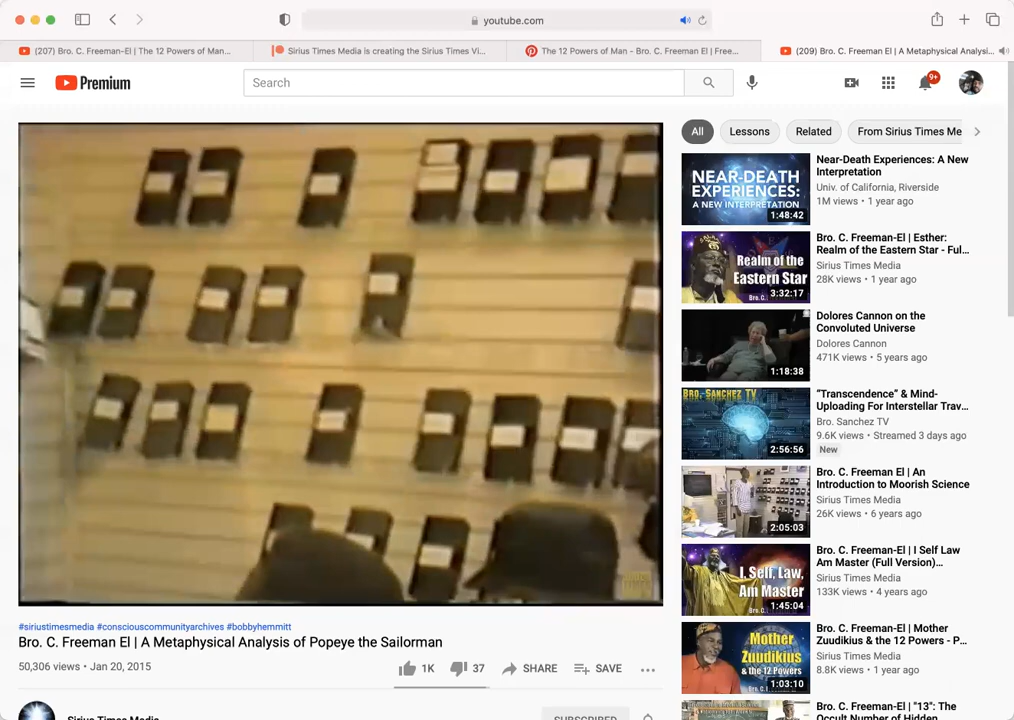 youtube.com
(207) Bro. C. Freeman-El | The 12 Powers of Man...
Sirius Times Media is creating the Sirius Times Vi...
The 12 Powers of Man - Bro. C. Freeman El | Free...
(209) Bro. C. Freeman El | A Metaphysical Analysi...
Premium
Search
9+
All
Lessons
Related
From Sirius Times Me
NEAR-DEATH
EXPERIENCES:
A NEW INTERPRETATION
1:48:42
Near-Death Experiences: A New
Interpretation
Univ. of California, Riverside
1M views • 1 year ago
Realm of the
Eastern Star
3:32:17
Bro. C. Freeman-El | Esther:
Realm of the Eastern Star - Ful...
Sirius Times Media
28K views • 1 year ago
1:18:38
Dolores Cannon on the
Convoluted Universe
Dolores Cannon
471K views • 5 years ago
BRO. SANCHEZ TV
2:56:56
“Transcendence” & Mind-
Uploading For Interstellar Trav...
Bro. Sanchez TV
9.6K views • Streamed 3 days ago
New
2:05:03
Bro. C. Freeman El | An
Introduction to Moorish Science
Sirius Times Media
26K views • 6 years ago
I, Self, Law,
Am Master
1:45:04
Bro. C. Freeman-El | I Self Law
Am Master (Full Version)...
Sirius Times Media
133K views • 4 years ago
Mother
Zuudikius
& the 12 Powers
1:03:10
Bro. C. Freeman-El | Mother
Zuudikius & the 12 Powers - P...
Sirius Times Media
8.8K views • 1 year ago
Bro. C. Freeman-El | "13": The
Occult Number of Hidden
#siriustimesmedia #consciouscommunityarchives #bobbyhemmitt
Bro. C. Freeman El | A Metaphysical Analysis of Popeye the Sailorman
50,306 views • Jan 20, 2015
1K
37
SHARE
SAVE
Sirius Times Media
SUBSCRIBED